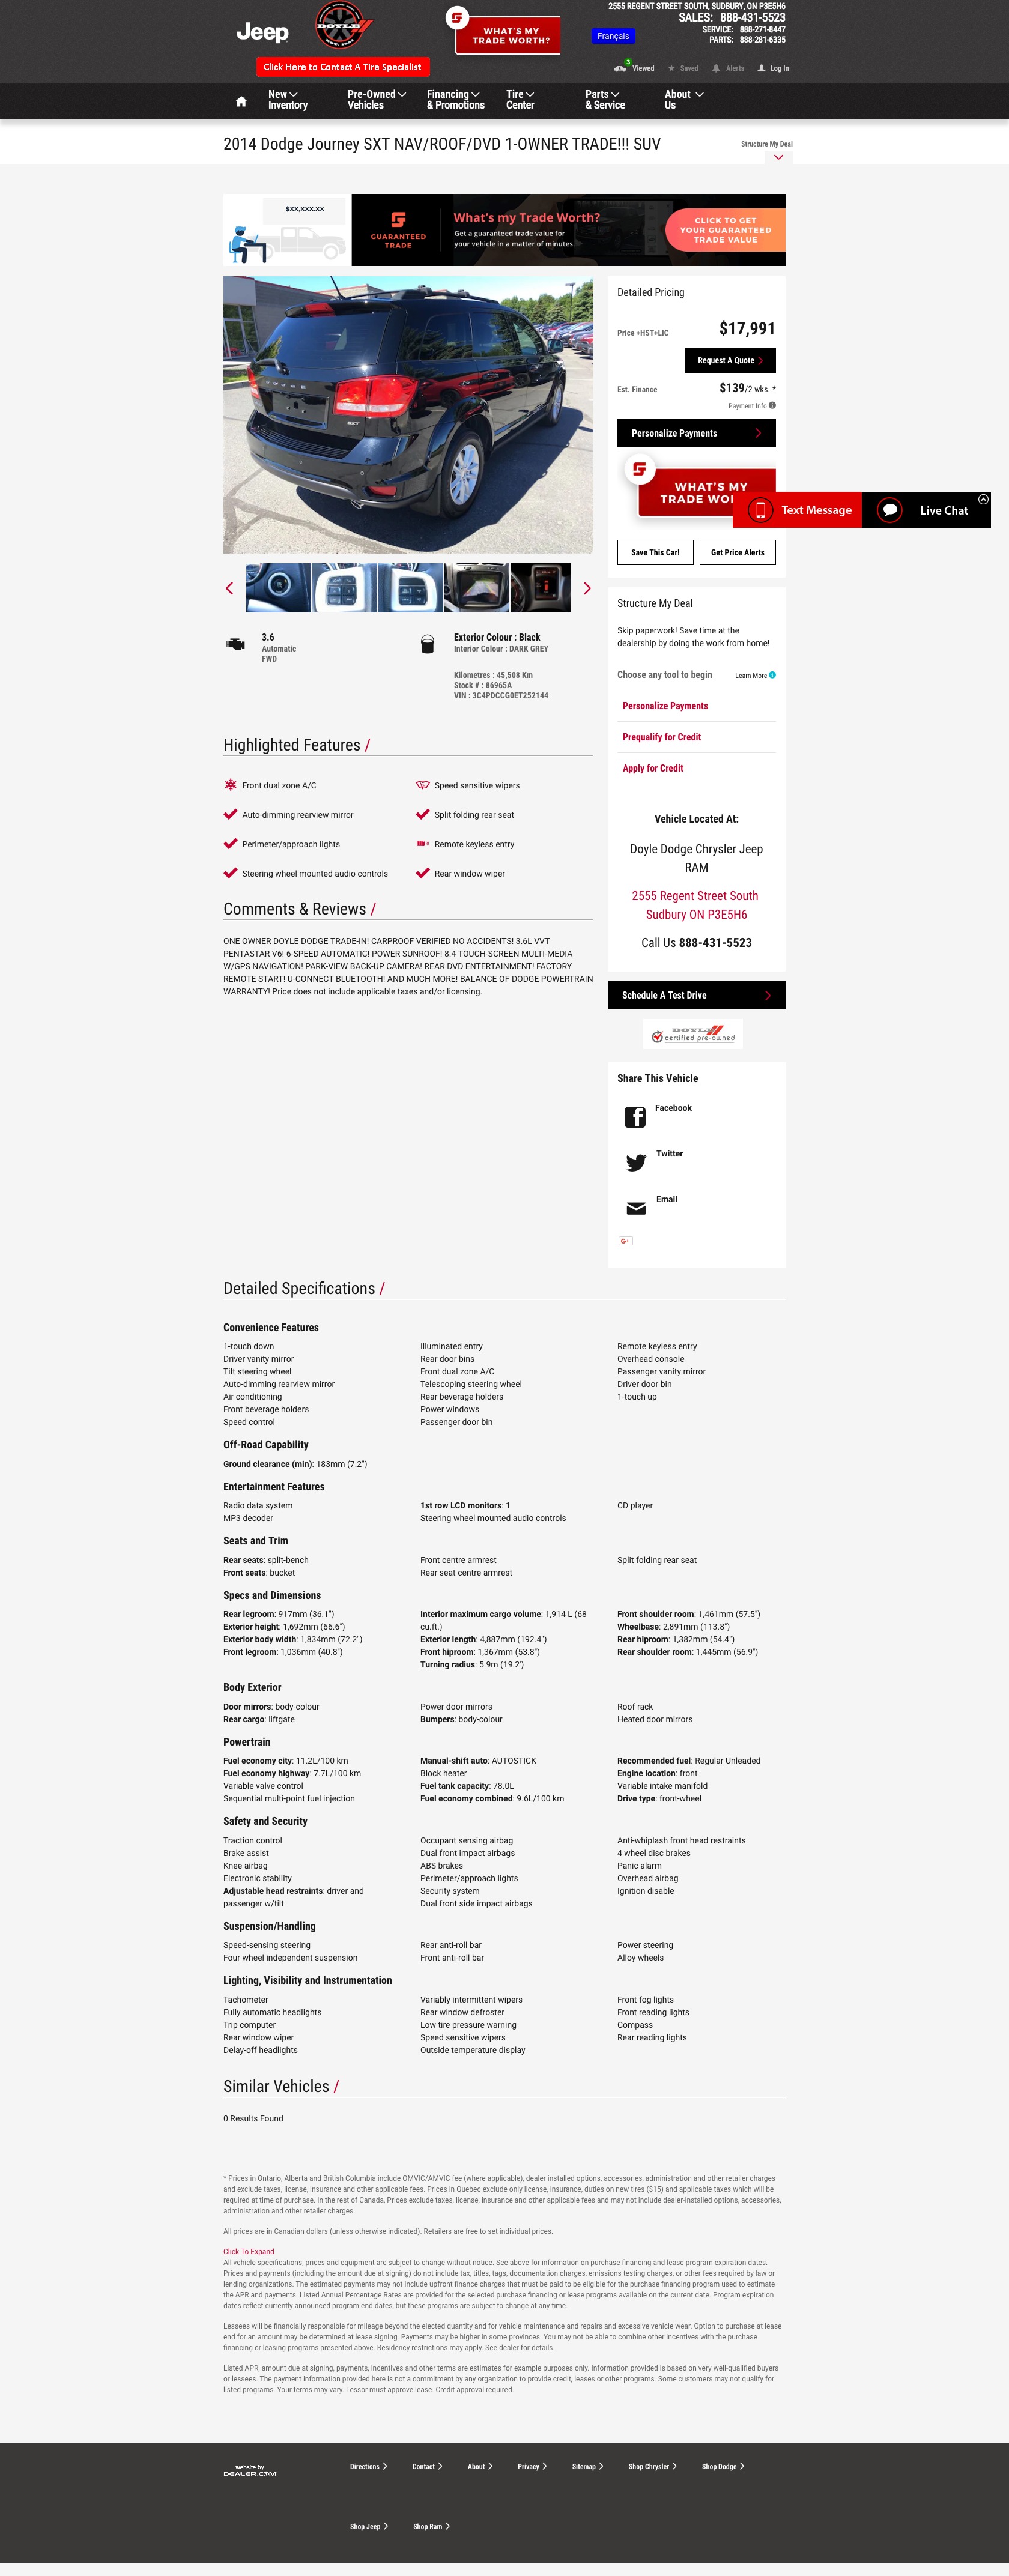 2555 REGENT STREET SOUTH, SUDBURY, ON P3E5H6
SALES: 888-431-5523
SERVICE: 888-271-8447
PARTS: 888-281-6335
Jeep
DOYLE
WHAT'S MY
TRADE WORTH?
Français
Click Here to Contact A Tire Specialist
3
Viewed
Saved
Alerts
Log In
New
Inventory
Pre-Owned
Vehicles
Financing
& Promotions
Tire
Center
Parts
& Service
About
Us
2014 Dodge Journey SXT NAV/ROOF/DVD 1-OWNER TRADE!!! SUV
Structure My Deal
$XX,XXX.XX
GUARANTEED
TRADE
What's my Trade Worth?
Get a guaranteed trade value for
your vehicle in a matter of minutes.
CLICK TO GET
YOUR GUARANTEED
TRADE VALUE
DODGE
SXT
Detailed Pricing
Price +HST+LIC
$17,991
Request A Quote
Est. Finance
$139/2 wks. *
Payment Info
Personalize Payments
WHAT'S MY
TRADE WO
Text Message
Live Chat
Save This Car!
Get Price Alerts
3.6
Automatic
FWD
Exterior Colour : Black
Interior Colour : DARK GREY
Kilometres : 45,508 Km
Stock # : 86965A
VIN : 3C4PDCCG0ET252144
Structure My Deal
Skip paperwork! Save time at the
dealership by doing the work from home!
Choose any tool to begin
Learn More
Personalize Payments
Prequalify for Credit
Apply for Credit
Highlighted Features /
Front dual zone A/C
Speed sensitive wipers
Auto-dimming rearview mirror
Split folding rear seat
Perimeter/approach lights
Remote keyless entry
Steering wheel mounted audio controls
Rear window wiper
Vehicle Located At:
Doyle Dodge Chrysler Jeep
RAM
2555 Regent Street South
Sudbury ON P3E5H6
Call Us 888-431-5523
Comments & Reviews /
ONE OWNER DOYLE DODGE TRADE-IN! CARPROOF VERIFIED NO ACCIDENTS! 3.6L VVT
PENTASTAR V6! 6-SPEED AUTOMATIC! POWER SUNROOF! 8.4 TOUCH-SCREEN MULTI-MEDIA
W/GPS NAVIGATION! PARK-VIEW BACK-UP CAMERA! REAR DVD ENTERTAINMENT! FACTORY
REMOTE START! U-CONNECT BLUETOOTH! AND MUCH MORE! BALANCE OF DODGE POWERTRAIN
WARRANTY! Price does not include applicable taxes and/or licensing.
Schedule A Test Drive
DOYLE
certified pre-owned
Share This Vehicle
Facebook
Twitter
Email
G+
Detailed Specifications /
Convenience Features
1-touch down
Driver vanity mirror
Tilt steering wheel
Auto-dimming rearview mirror
Air conditioning
Front beverage holders
Speed control
Illuminated entry
Rear door bins
Front dual zone A/C
Telescoping steering wheel
Rear beverage holders
Power windows
Passenger door bin
Remote keyless entry
Overhead console
Passenger vanity mirror
Driver door bin
1-touch up
Off-Road Capability
Ground clearance (min): 183mm (7.2")
Entertainment Features
Radio data system
MP3 decoder
1st row LCD monitors: 1
Steering wheel mounted audio controls
CD player
Seats and Trim
Rear seats: split-bench
Front seats: bucket
Front centre armrest
Rear seat centre armrest
Split folding rear seat
Specs and Dimensions
Rear legroom: 917mm (36.1")
Exterior height: 1,692mm (66.6")
Exterior body width: 1,834mm (72.2")
Front legroom: 1,036mm (40.8")
Interior maximum cargo volume: 1,914 L (68
cu.ft.)
Exterior length: 4,887mm (192.4")
Front hiproom: 1,367mm (53.8")
Turning radius: 5.9m (19.2')
Front shoulder room: 1,461mm (57.5")
Wheelbase: 2,891mm (113.8")
Rear hiproom: 1,382mm (54.4")
Rear shoulder room: 1,445mm (56.9")
Body Exterior
Door mirrors: body-colour
Rear cargo: liftgate
Power door mirrors
Bumpers: body-colour
Roof rack
Heated door mirrors
Powertrain
Fuel economy city: 11.2L/100 km
Fuel economy highway: 7.7L/100 km
Variable valve control
Sequential multi-point fuel injection
Manual-shift auto: AUTOSTICK
Block heater
Fuel tank capacity: 78.0L
Fuel economy combined: 9.6L/100 km
Recommended fuel: Regular Unleaded
Engine location: front
Variable intake manifold
Drive type: front-wheel
Safety and Security
Traction control
Brake assist
Knee airbag
Electronic stability
Adjustable head restraints: driver and
passenger w/tilt
Occupant sensing airbag
Dual front impact airbags
ABS brakes
Perimeter/approach lights
Security system
Dual front side impact airbags
Anti-whiplash front head restraints
4 wheel disc brakes
Panic alarm
Overhead airbag
Ignition disable
Suspension/Handling
Speed-sensing steering
Four wheel independent suspension
Rear anti-roll bar
Front anti-roll bar
Power steering
Alloy wheels
Lighting, Visibility and Instrumentation
Tachometer
Fully automatic headlights
Trip computer
Rear window wiper
Delay-off headlights
Variably intermittent wipers
Rear window defroster
Low tire pressure warning
Speed sensitive wipers
Outside temperature display
Front fog lights
Front reading lights
Compass
Rear reading lights
Similar Vehicles /
0 Results Found
* Prices in Ontario, Alberta and British Columbia include OMVIC/AMVIC fee (where applicable), dealer installed options, accessories, administration and other retailer charges
and exclude taxes, license, insurance and other applicable fees. Prices in Quebec exclude only license, insurance, duties on new tires ($15) and applicable taxes which will be
required at time of purchase. In the rest of Canada, Prices exclude taxes, license, insurance and other applicable fees and may not include dealer-installed options, accessories,
administration and other retailer charges.
All prices are in Canadian dollars (unless otherwise indicated). Retailers are free to set individual prices.
Click To Expand
All vehicle specifications, prices and equipment are subject to change without notice. See above for information on purchase financing and lease program expiration dates.
Prices and payments (including the amount due at signing) do not include tax, titles, tags, documentation charges, emissions testing charges, or other fees required by law or
lending organizations. The estimated payments may not include upfront finance charges that must be paid to be eligible for the purchase financing program used to estimate
the APR and payments. Listed Annual Percentage Rates are provided for the selected purchase financing or lease programs available on the current date. Program expiration
dates reflect currently announced program end dates, but these programs are subject to change at any time.
Lessees will be financially responsible for mileage beyond the elected quantity and for vehicle maintenance and repairs and excessive vehicle wear. Option to purchase at lease
end for an amount may be determined at lease signing. Payments may be higher in some provinces. You may not be able to combine other incentives with the purchase
financing or leasing programs presented above. Residency restrictions may apply. See dealer for details.
Listed APR, amount due at signing, payments, incentives and other terms are estimates for example purposes only. Information provided is based on very well-qualified buyers
or lessees. The payment information provided here is not a commitment by any organization to provide credit, leases or other programs. Some customers may not qualify for
listed programs. Your terms may vary. Lessor must approve lease. Credit approval required.
website by
DEALER.COM
Directions
Contact
About
Privacy
Sitemap
Shop Chrysler
Shop Dodge
Shop Jeep
Shop Ram